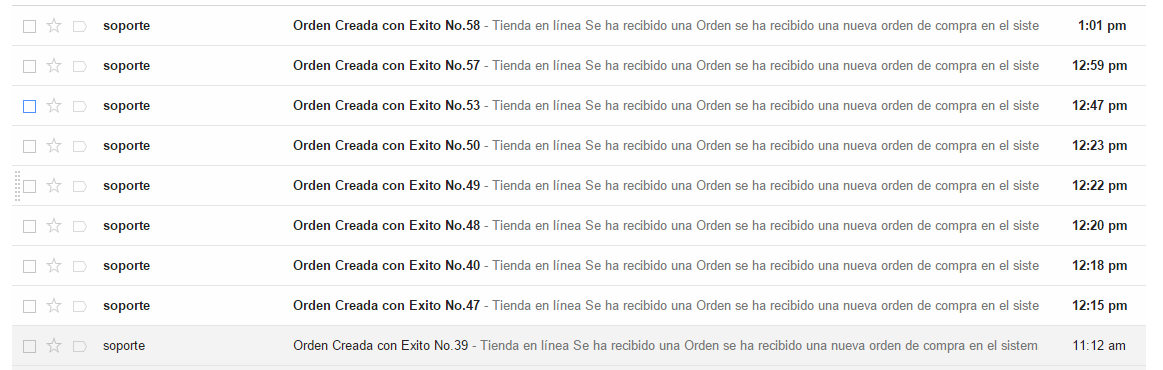 soporte Orden Creada con Exito No.58 - Tienda en línea Se ha recibido una Orden se ha recibido una nueva orden de compra en el siste 1:01 pm
soporte Orden Creada con Exito No.57 - Tienda en línea Se ha recibido una Orden se ha recibido una nueva orden de compra en el siste 12:59 pm
soporte Orden Creada con Exito No.53 - Tienda en línea Se ha recibido una Orden se ha recibido una nueva orden de compra en el siste 12:47 pm
soporte Orden Creada con Exito No.50 - Tienda en línea Se ha recibido una Orden se ha recibido una nueva orden de compra en el siste 12:23 pm
soporte Orden Creada con Exito No.49 - Tienda en línea Se ha recibido una Orden se ha recibido una nueva orden de compra en el siste 12:22 pm
soporte Orden Creada con Exito No.48 - Tienda en línea Se ha recibido una Orden se ha recibido una nueva orden de compra en el siste 12:20 pm
soporte Orden Creada con Exito No.40 - Tienda en línea Se ha recibido una Orden se ha recibido una nueva orden de compra en el siste 12:18 pm
soporte Orden Creada con Exito No.47 - Tienda en línea Se ha recibido una Orden se ha recibido una nueva orden de compra en el siste 12:15 pm
soporte Orden Creada con Exito No.39 - Tienda en línea Se ha recibido una Orden se ha recibido una nueva orden de compra en el sistem 11:12 am